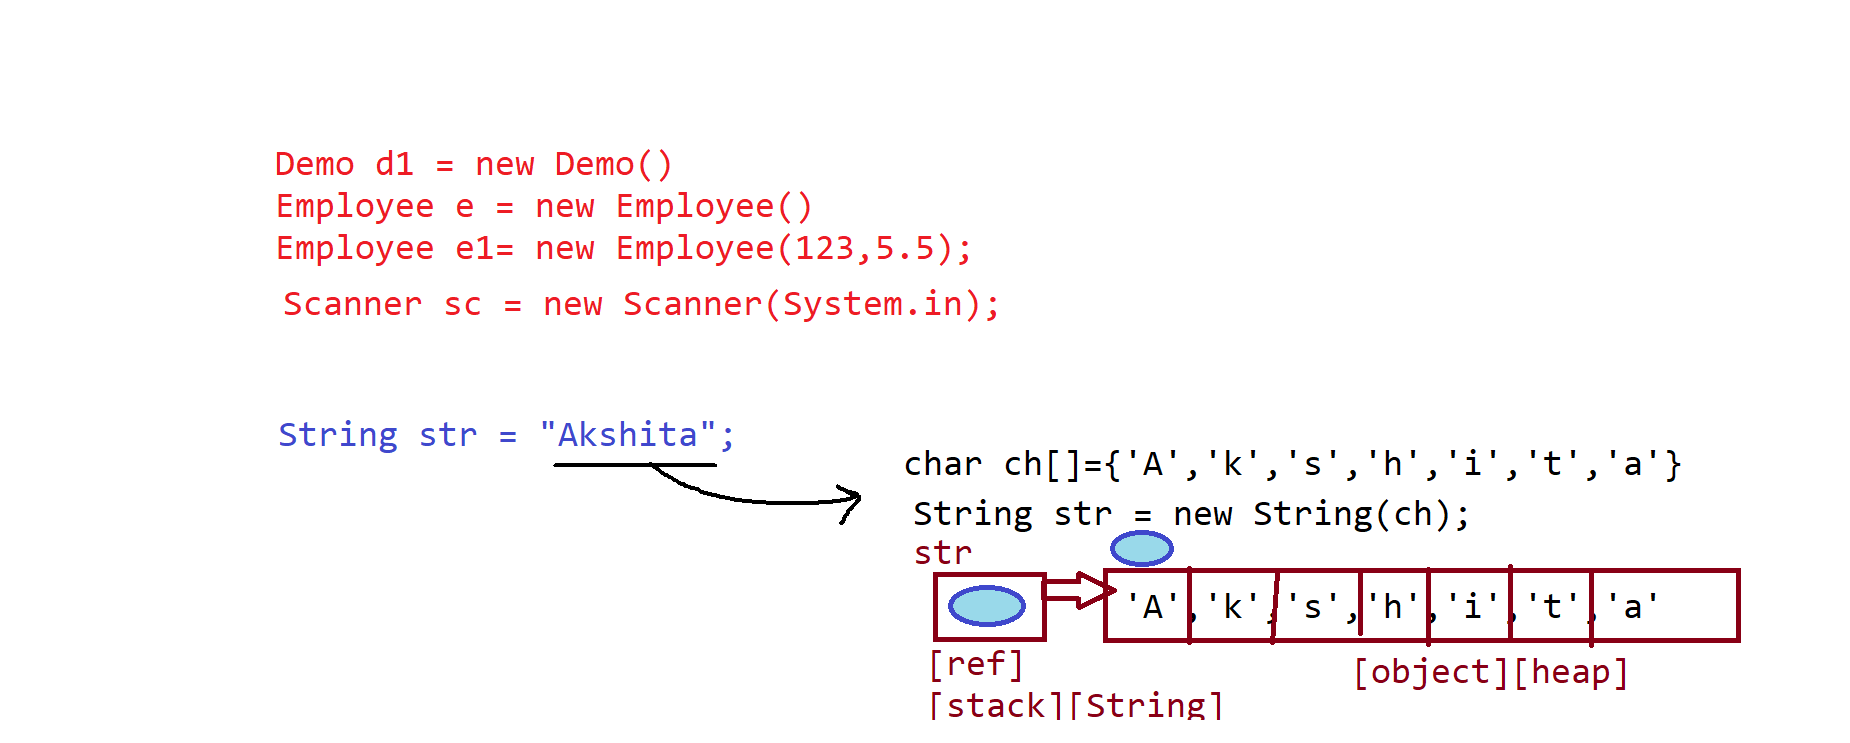 Demo d1 = new Demo()
Employee e = new Employee()
Employee e1= new Employee(123,5.5);
Scanner sc = new Scanner(System.in);
String str = "Akshita";
char ch[]={'A','k','s','h','i','t','a'}
String str = new String(ch);
str
'A','k','s','h','i','t','a'
[ref]
[object][heap]
[stack][String]